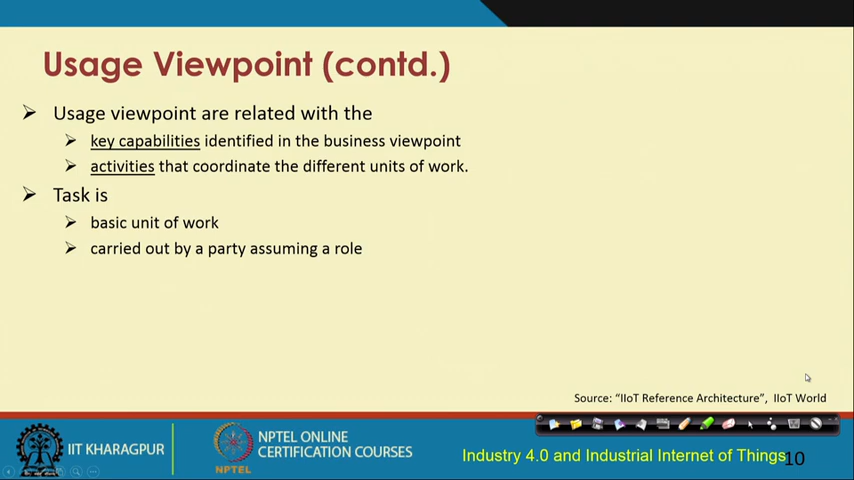 Usage Viewpoint (contd.)
Usage viewpoint are related with the
key capabilities identified in the business viewpoint
activities that coordinate the different units of work.
Task is
basic unit of work
carried out by a party assuming a role
Source: “IIoT Reference Architecture”, IIoT World
IIT KHARAGPUR
NPTEL
NPTEL ONLINE
CERTIFICATION COURSES
Industry 4.0 and Industrial Internet of Things
10